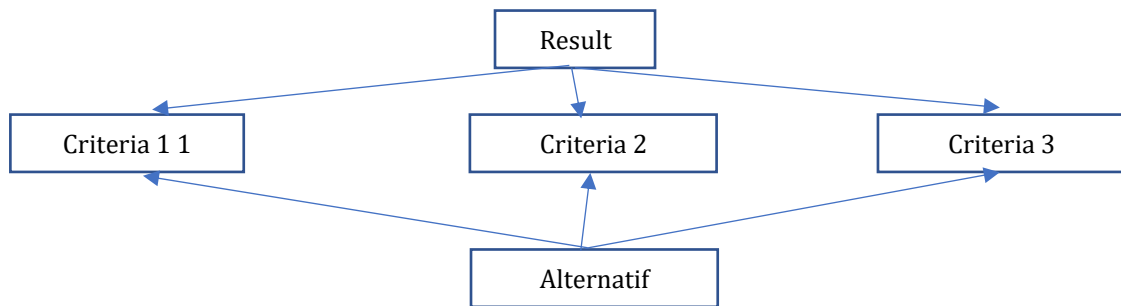 Result
Criteria 1 1
Criteria 2
Criteria 3
Alternatif